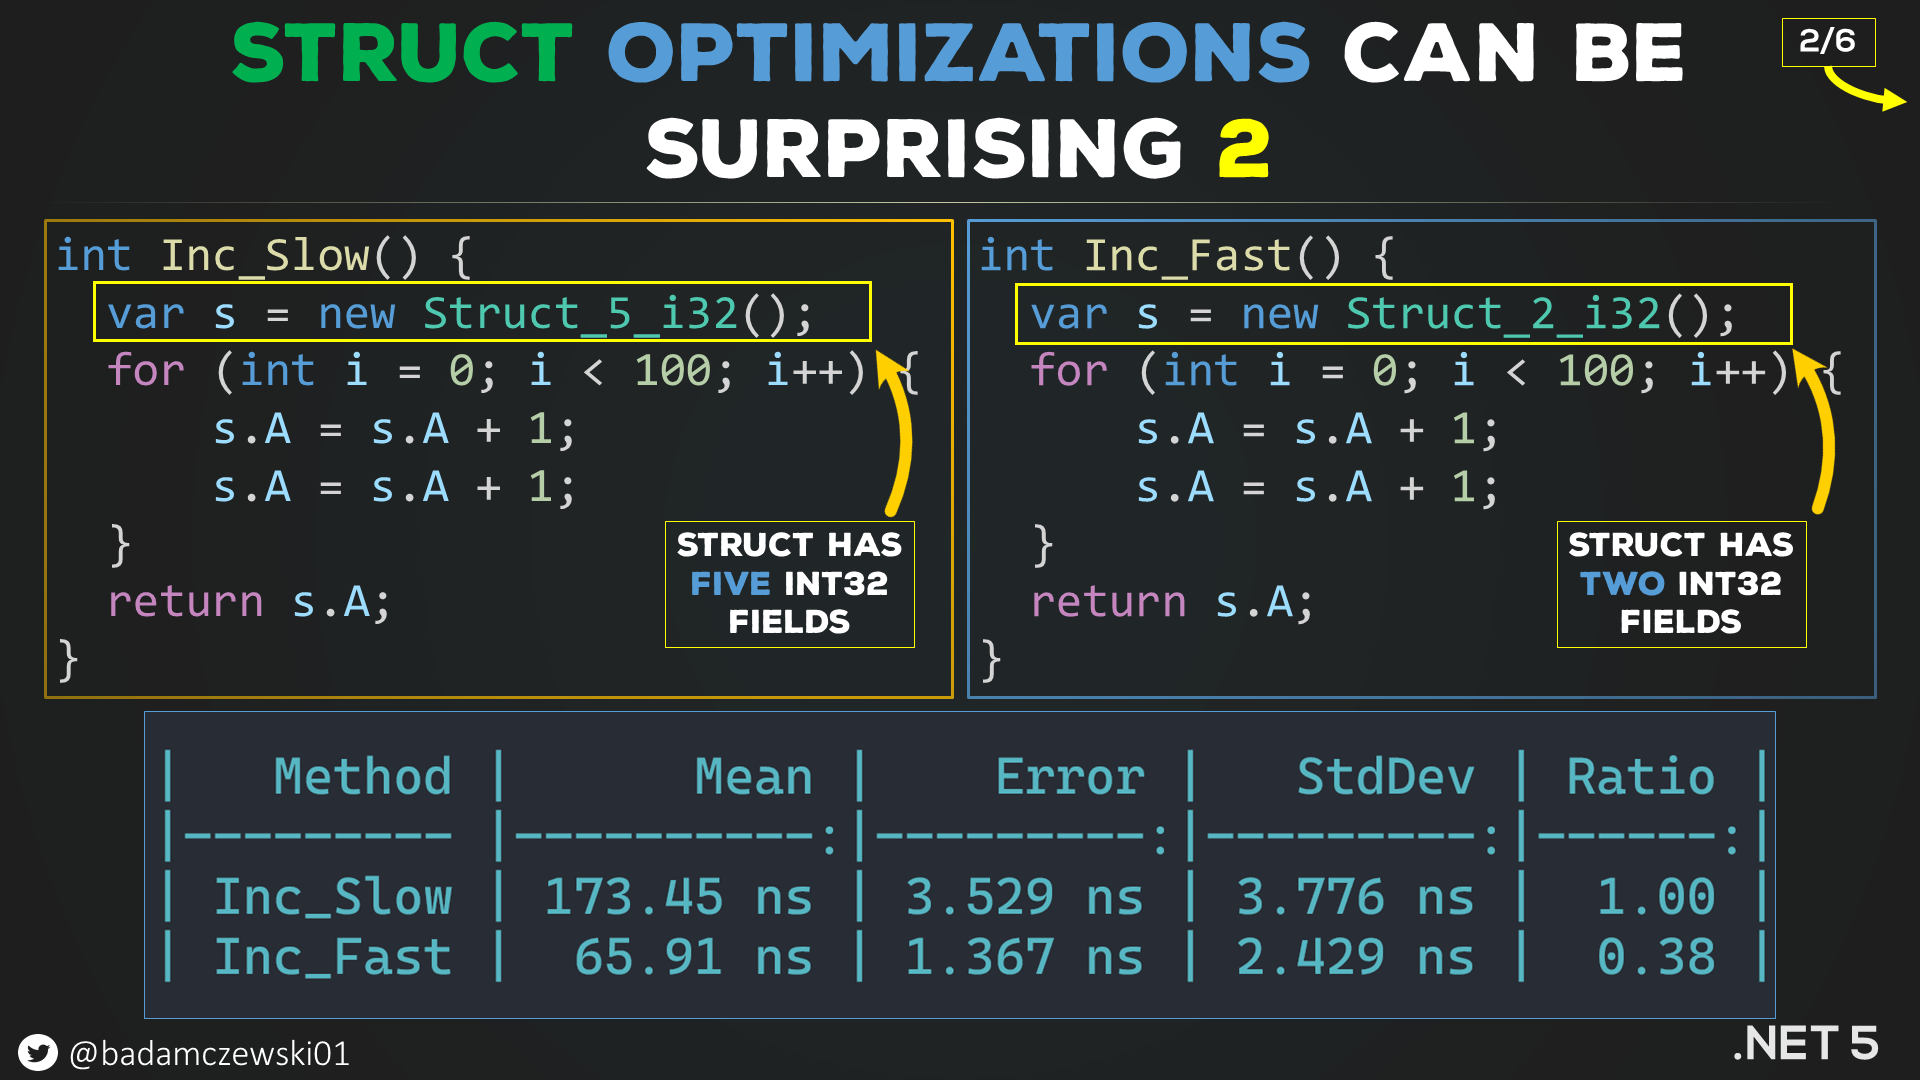 STRUCT OPTIMIZATIONS CAN BE
SURPRISING 2
2/6
int Inc_Slow() {
var s = new Struct_5_i32();
for (int i = 0; i < 100; i++) {
s.A = s.A + 1;
s.A = s.A + 1;
}
return s.A;
}
STRUCT HAS
FIVE INT32
FIELDS
int Inc_Fast() {
var s = new Struct_2_i32();
for (int i = 0; i < 100; i++) {
s.A = s.A + 1;
s.A = s.A + 1;
}
return s.A;
}
STRUCT HAS
TWO INT32
FIELDS
| Method | Mean | Error | StdDev | Ratio |
|--------- |-----------:|---------:|---------:|------:|
| Inc_Slow | 173.45 ns | 3.529 ns | 3.776 ns | 1.00 |
| Inc_Fast | 65.91 ns | 1.367 ns | 2.429 ns | 0.38 |
@badamczewski01
.NET 5